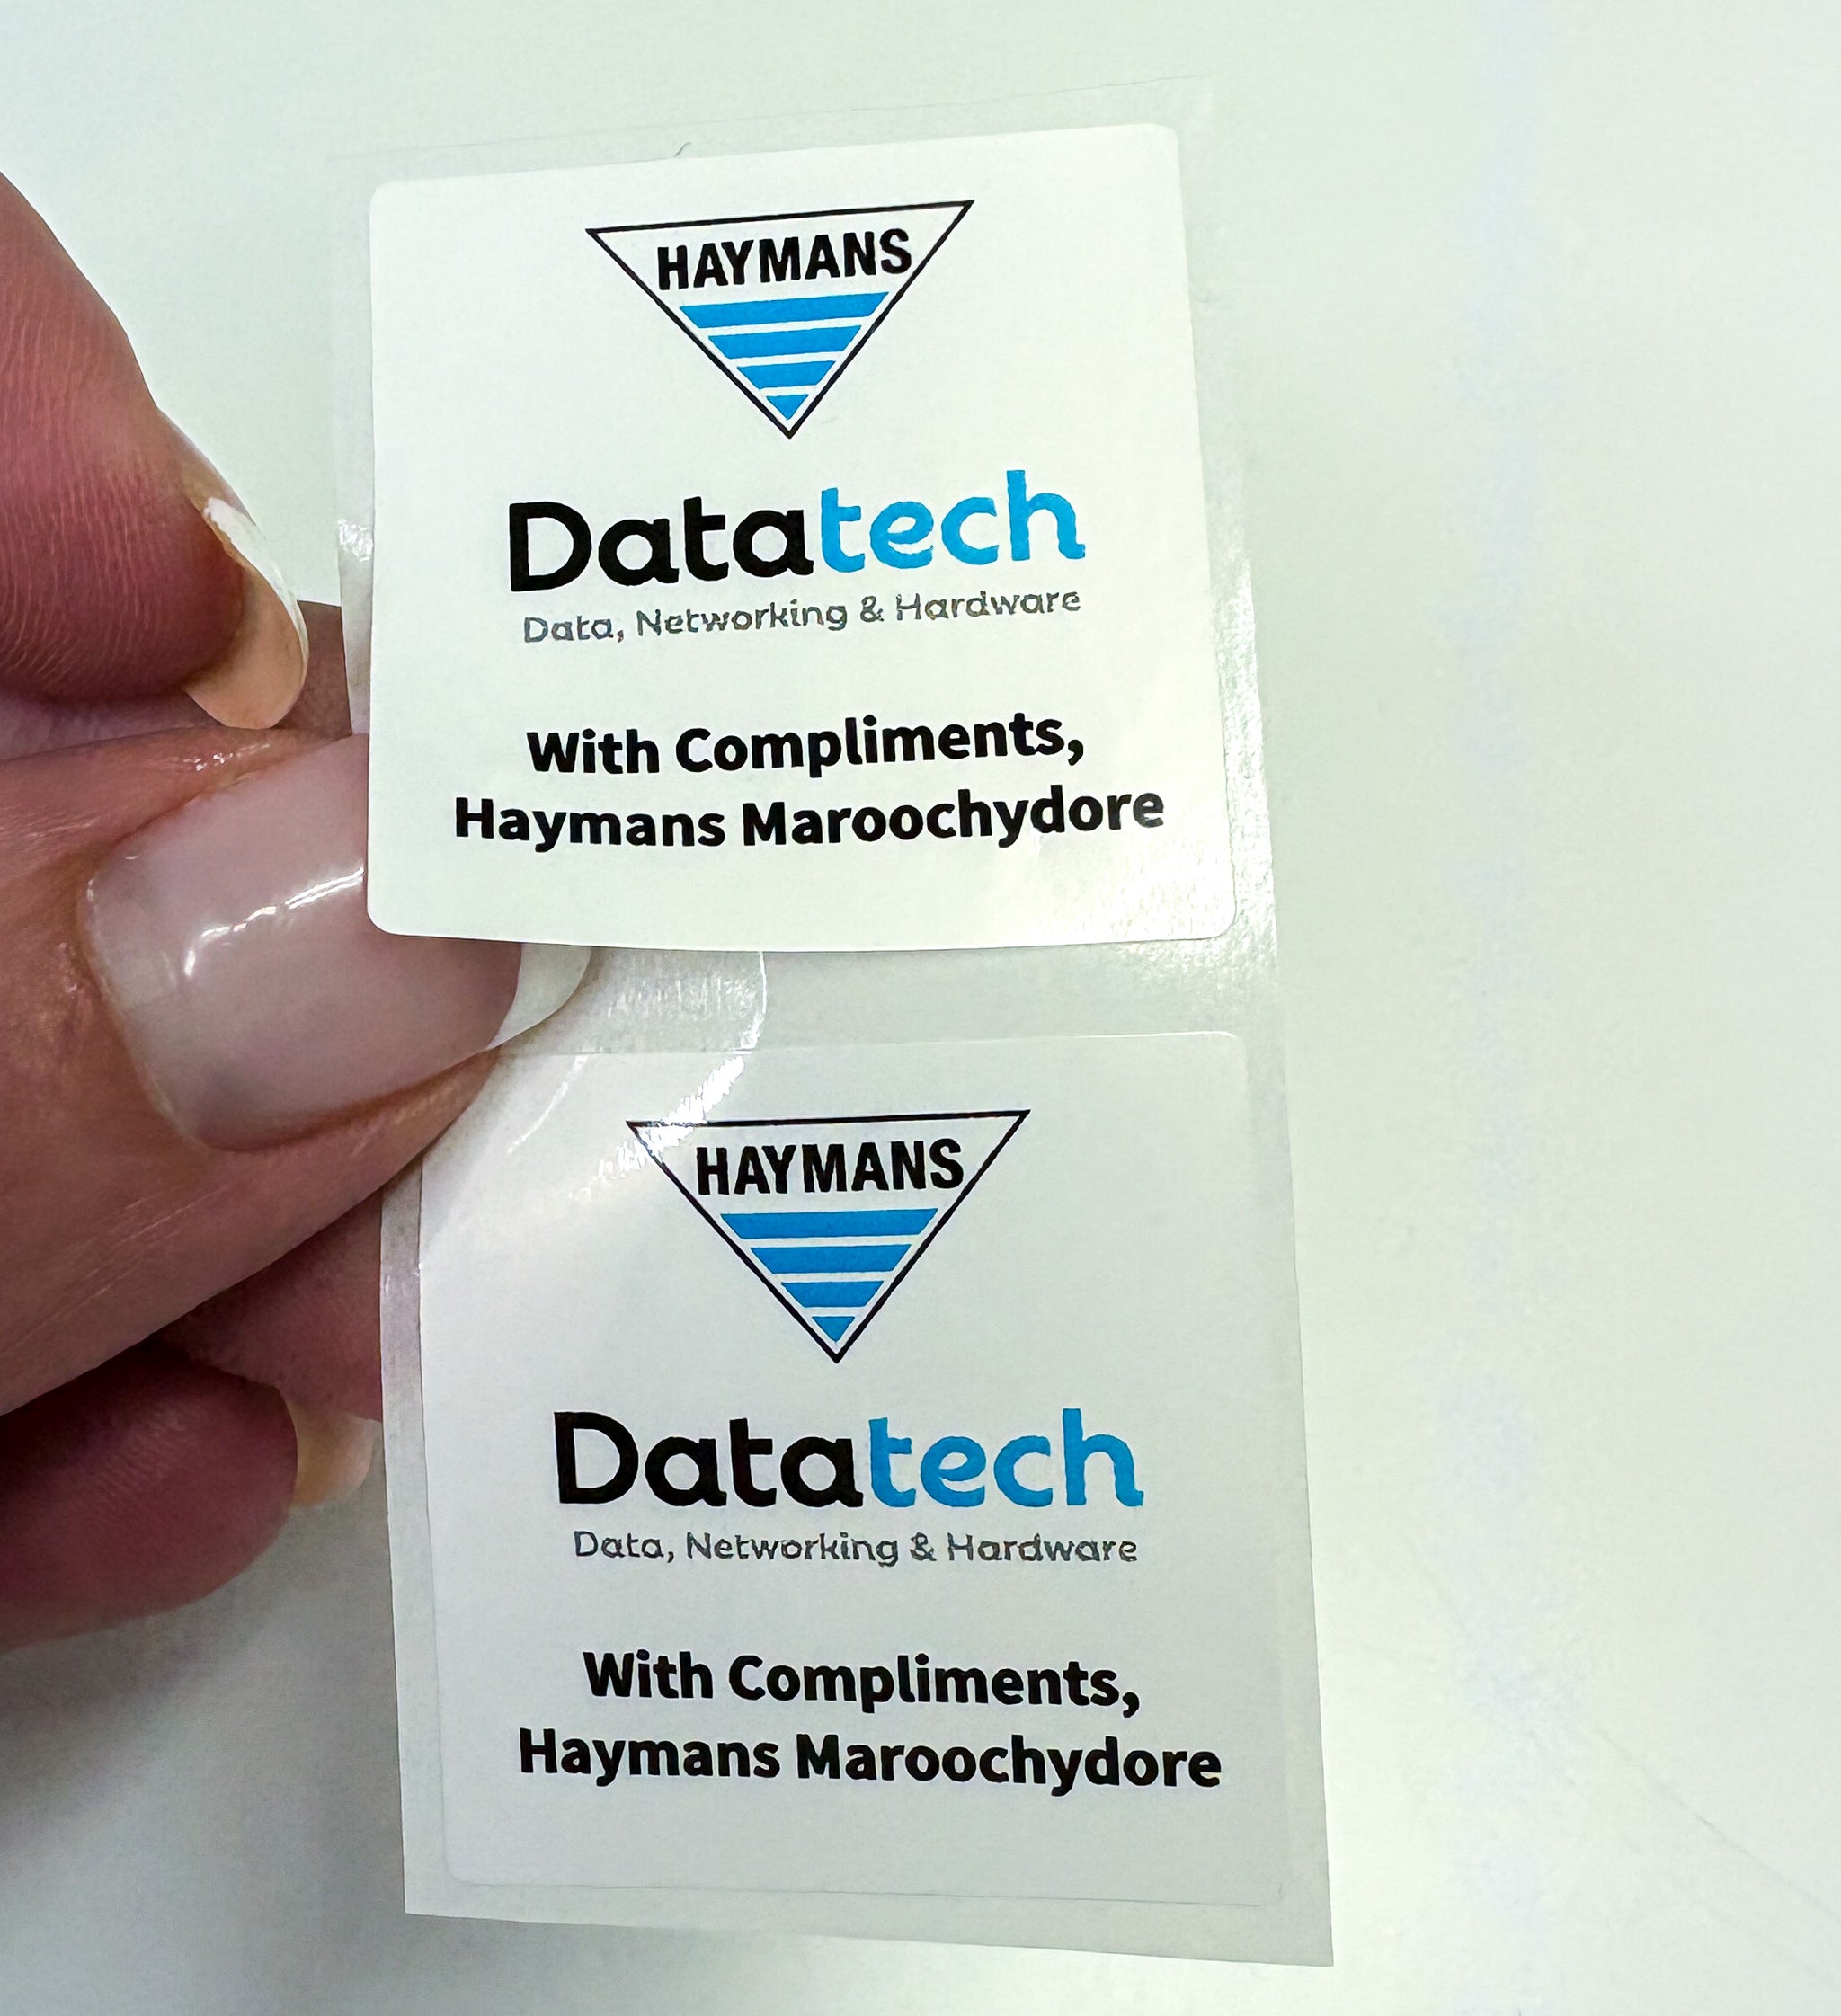 HAYMANS
Datatech
Data, Networking & Hardware
With Compliments,
Haymans Maroochydore
HAYMANS
Datatech
Data, Networking & Hardware
With Compliments,
Haymans Maroochydore